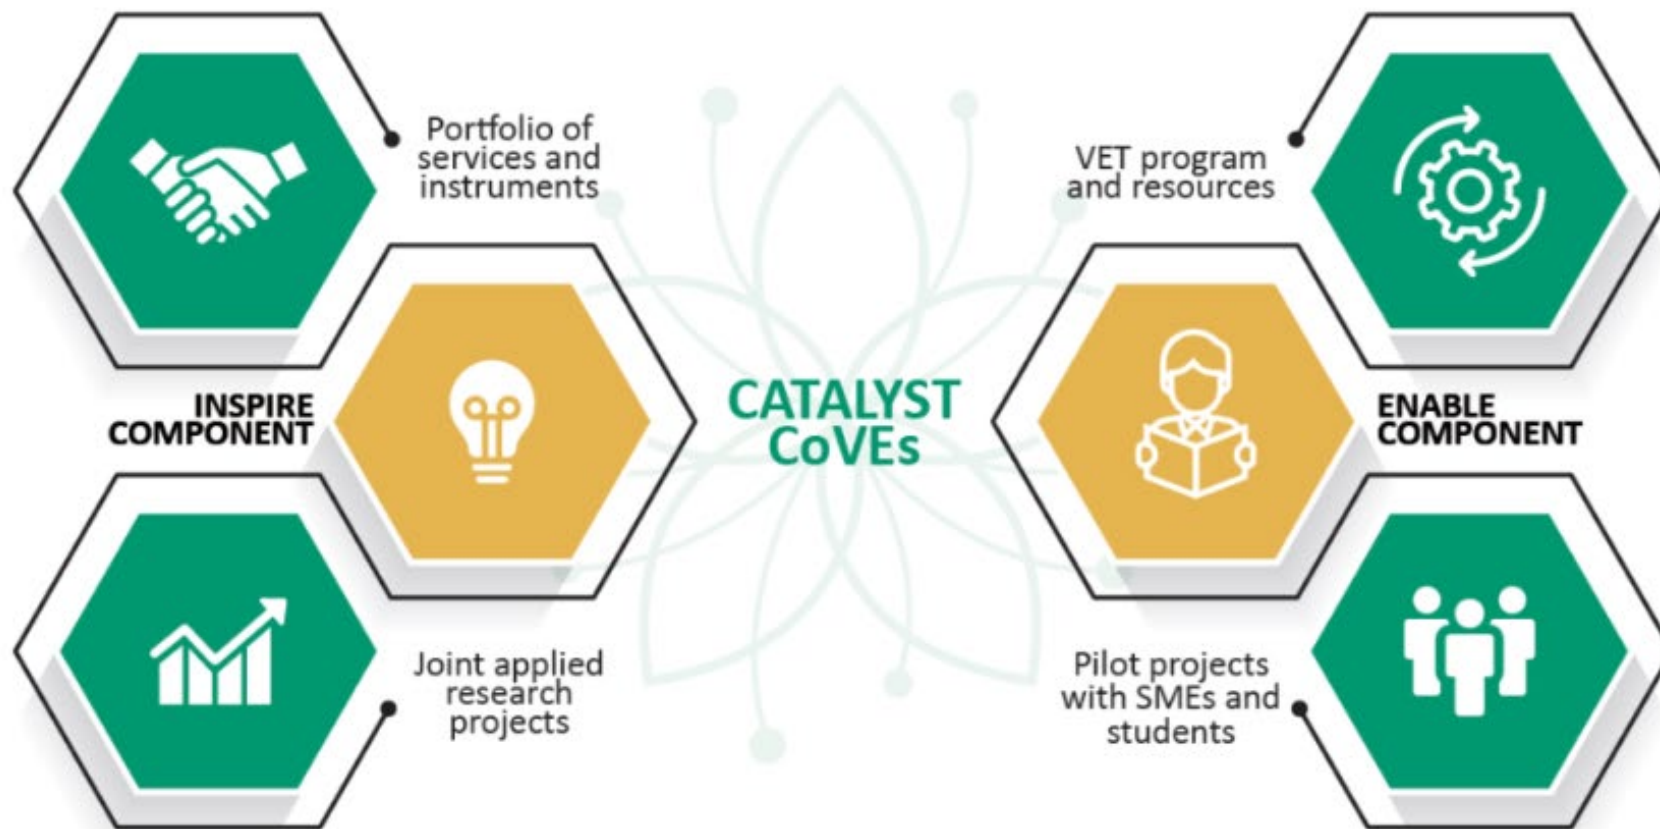 Portfolio of
services and
instruments
INSPIRE
COMPONENT
Joint applied
research
projects
CATALYST
CoVEs
VET program
and resources
ENABLE
COMPONENT
Pilot projects
with SMEs and
students